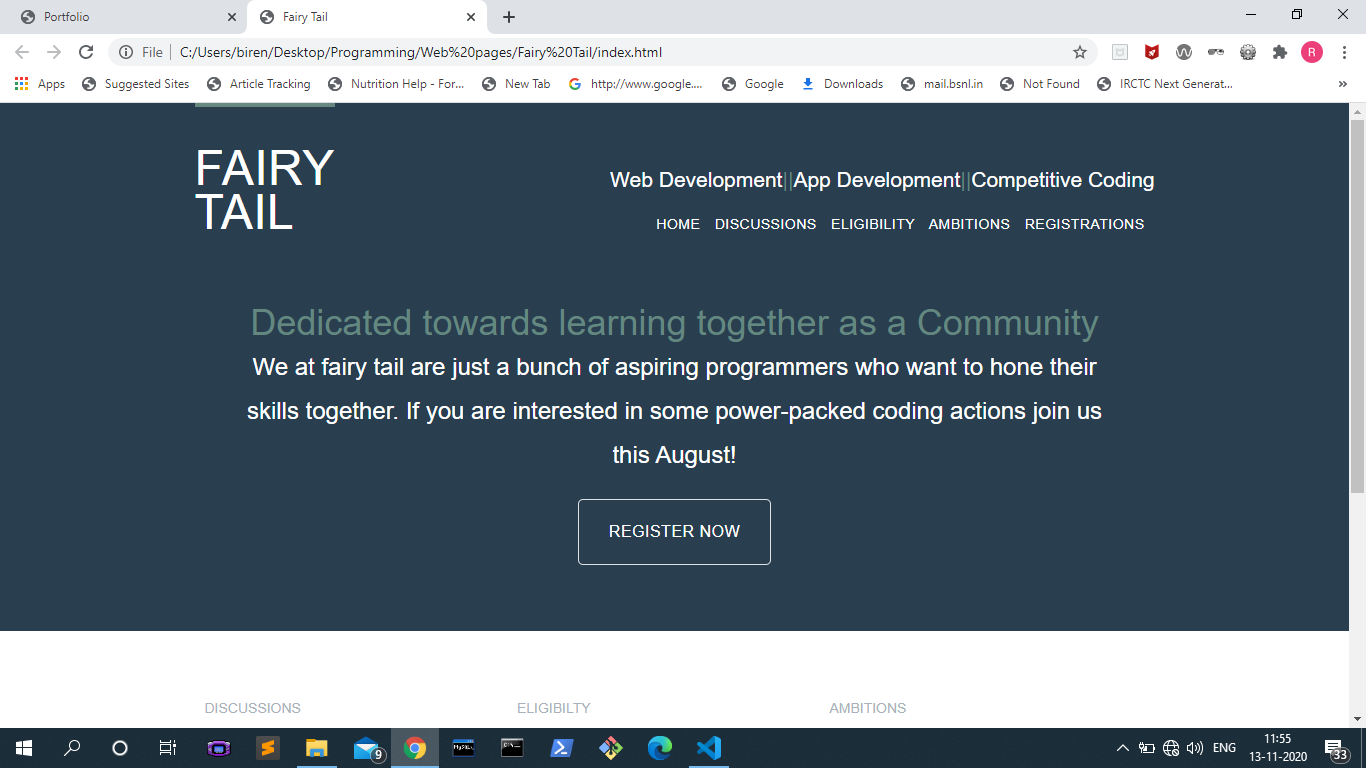 Portfolio
Fairy Tail
File
C:/Users/biren/Desktop/Programming/Web%20pages/Fairy%20Tail/index.html
R
Apps
Suggested Sites
Article Tracking
Nutrition Help - For...
New Tab
http://www.google....
Google
Downloads
mail.bsnl.in
Not Found
IRCTC Next Generat...
»
FAIRY
TAIL
Web Development||App Development||Competitive Coding
HOME DISCUSSIONS ELIGIBILITY AMBITIONS REGISTRATIONS
Dedicated towards learning together as a Community
We at fairy tail are just a bunch of aspiring programmers who want to hone their
skills together. If you are interested in some power-packed coding actions join us
this August!
REGISTER NOW
DISCUSSIONS
ELIGIBILTY
AMBITIONS
9
ENG
11:55
13-11-2020
33